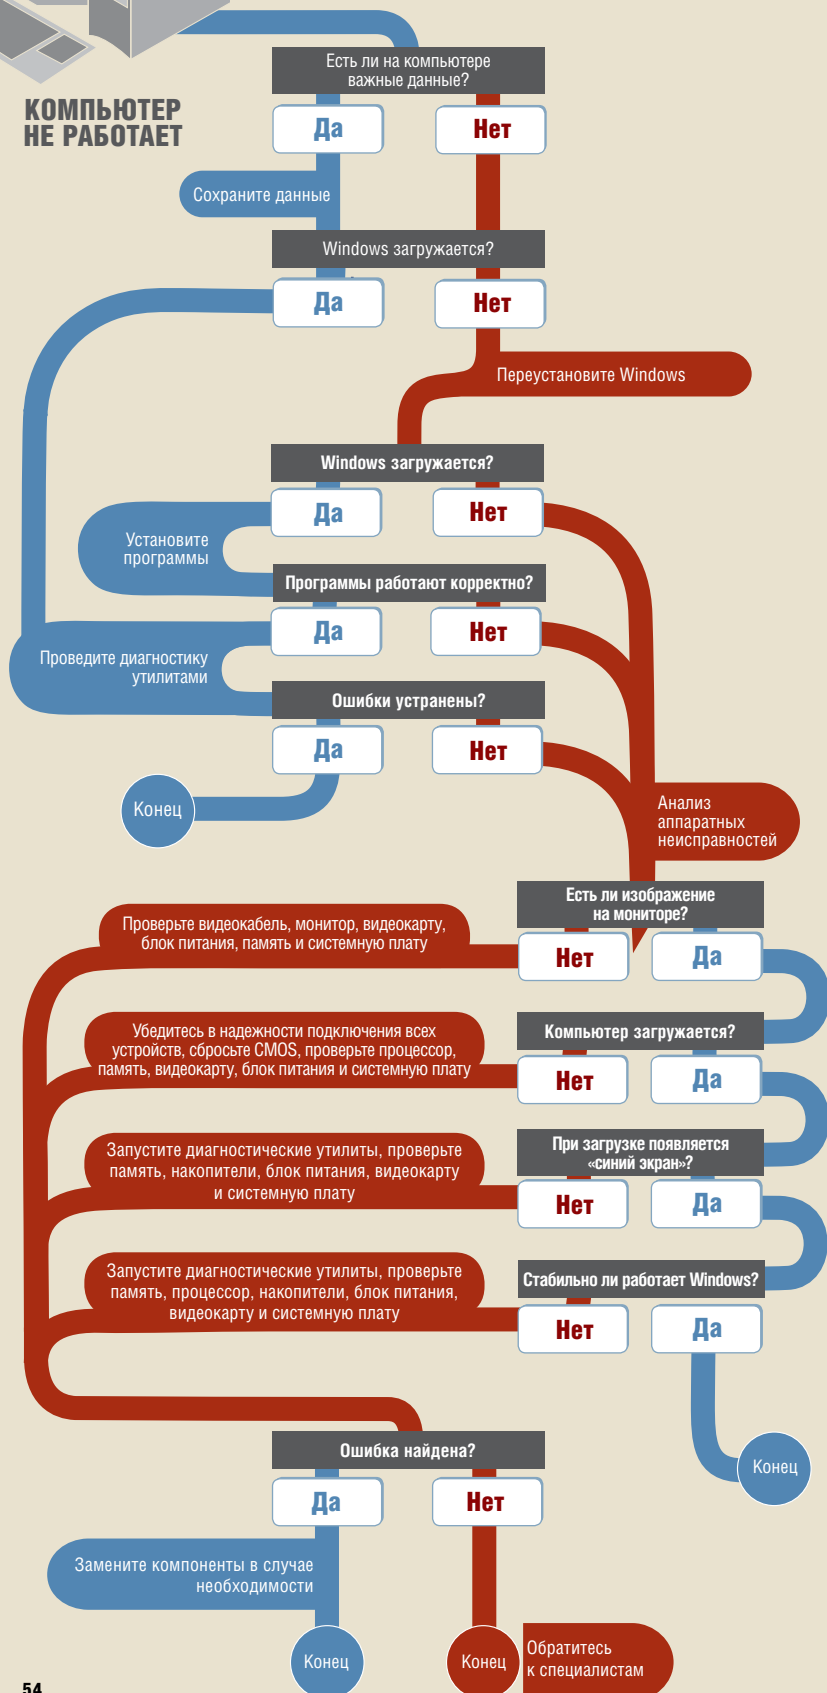 КОМПЬЮТЕР
НЕ РАБОТАЕТ
Есть ли на компьютере
важные данные?
Да
Нет
Сохраните данные
Windows загружается?
Да
Нет
Переустановите Windows
Windows загружается?
Да
Нет
Установите
программы
Программы работают корректно?
Да
Нет
Проведите диагностику
утилитами
Ошибки устранены?
Да
Нет
Конец
Анализ
аппаратных
неисправностей
Есть ли изображение
на мониторе?
Нет
Да
Проверьте видеокабель, монитор, видеокарту,
блок питания, память и системную плату
Компьютер загружается?
Нет
Да
Убедитесь в надежности подключения всех
устройств, сбросьте CMOS, проверьте процессор,
память, видеокарту, блок питания и системную плату
При загрузке появляется
«синий экран»?
Нет
Да
Запустите диагностические утилиты, проверьте
память, накопители, блок питания, видеокарту
и системную плату
Стабильно ли работает Windows?
Нет
Да
Запустите диагностические утилиты, проверьте
память, процессор, накопители, блок питания,
видеокарту и системную плату
Конец
Ошибка найдена?
Да
Нет
Замените компоненты в случае
необходимости
Конец
Конец
Обратитесь
к специалистам
54